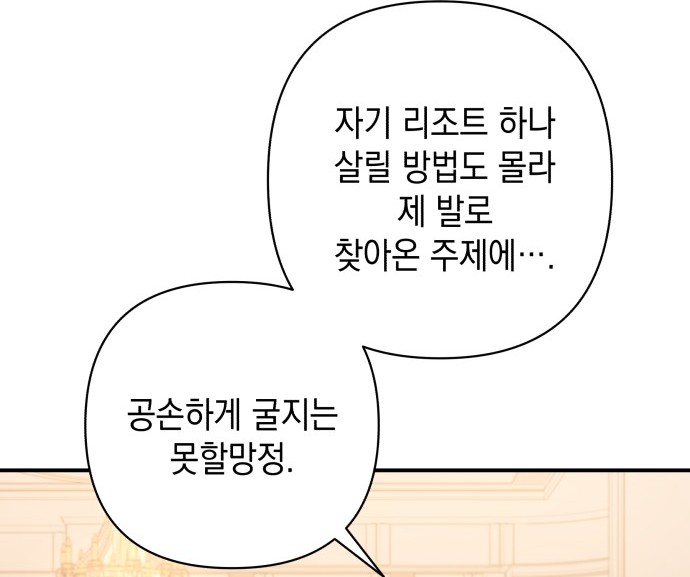 자기 리조트 하나
살릴 방법도 몰라
제 발로
찾아온 주제에….
공손하게 굴지는
못할망정.